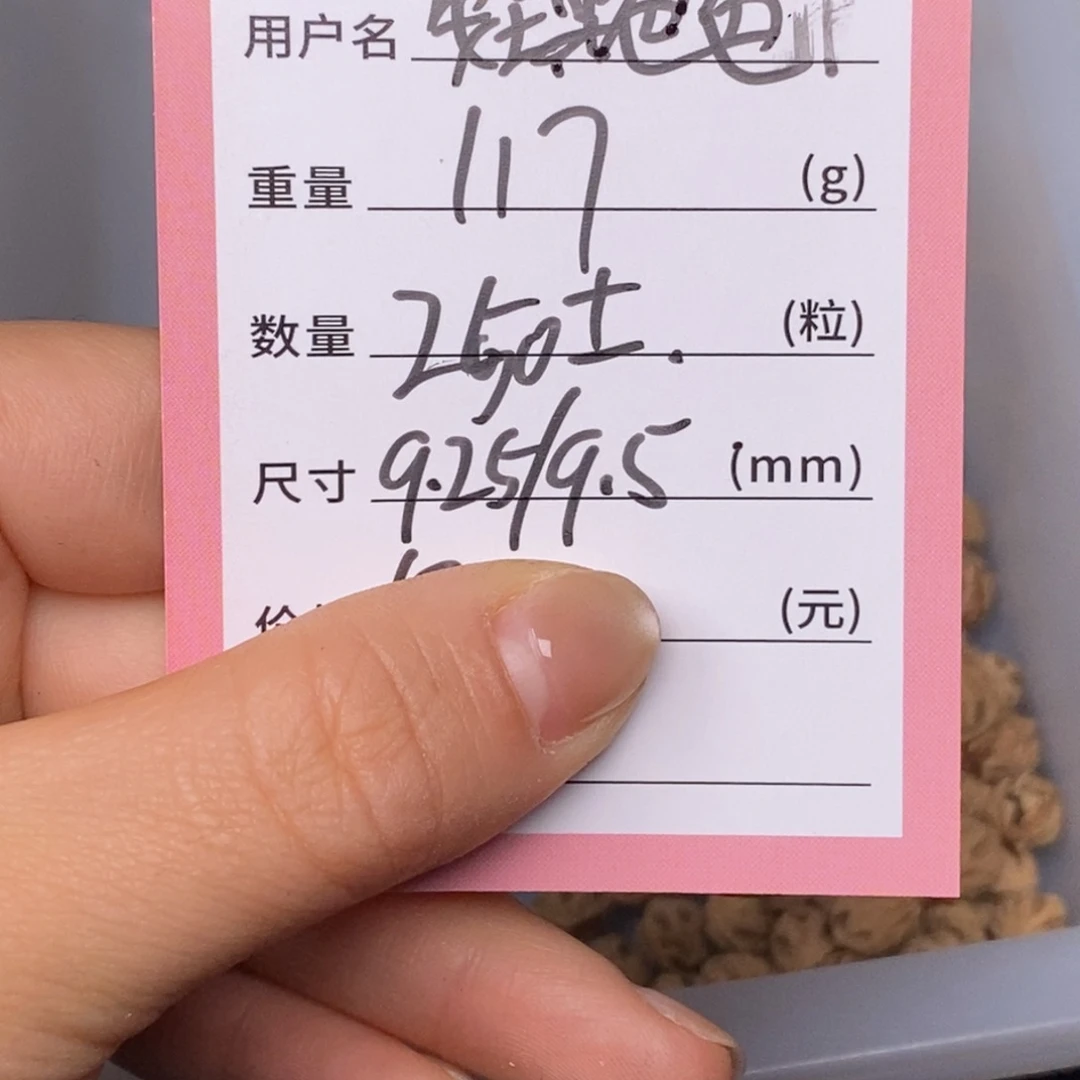 用户名
重量 117 (g)
数量 250± . (粒)
尺寸 9.25/9.5 (mm)
(元)